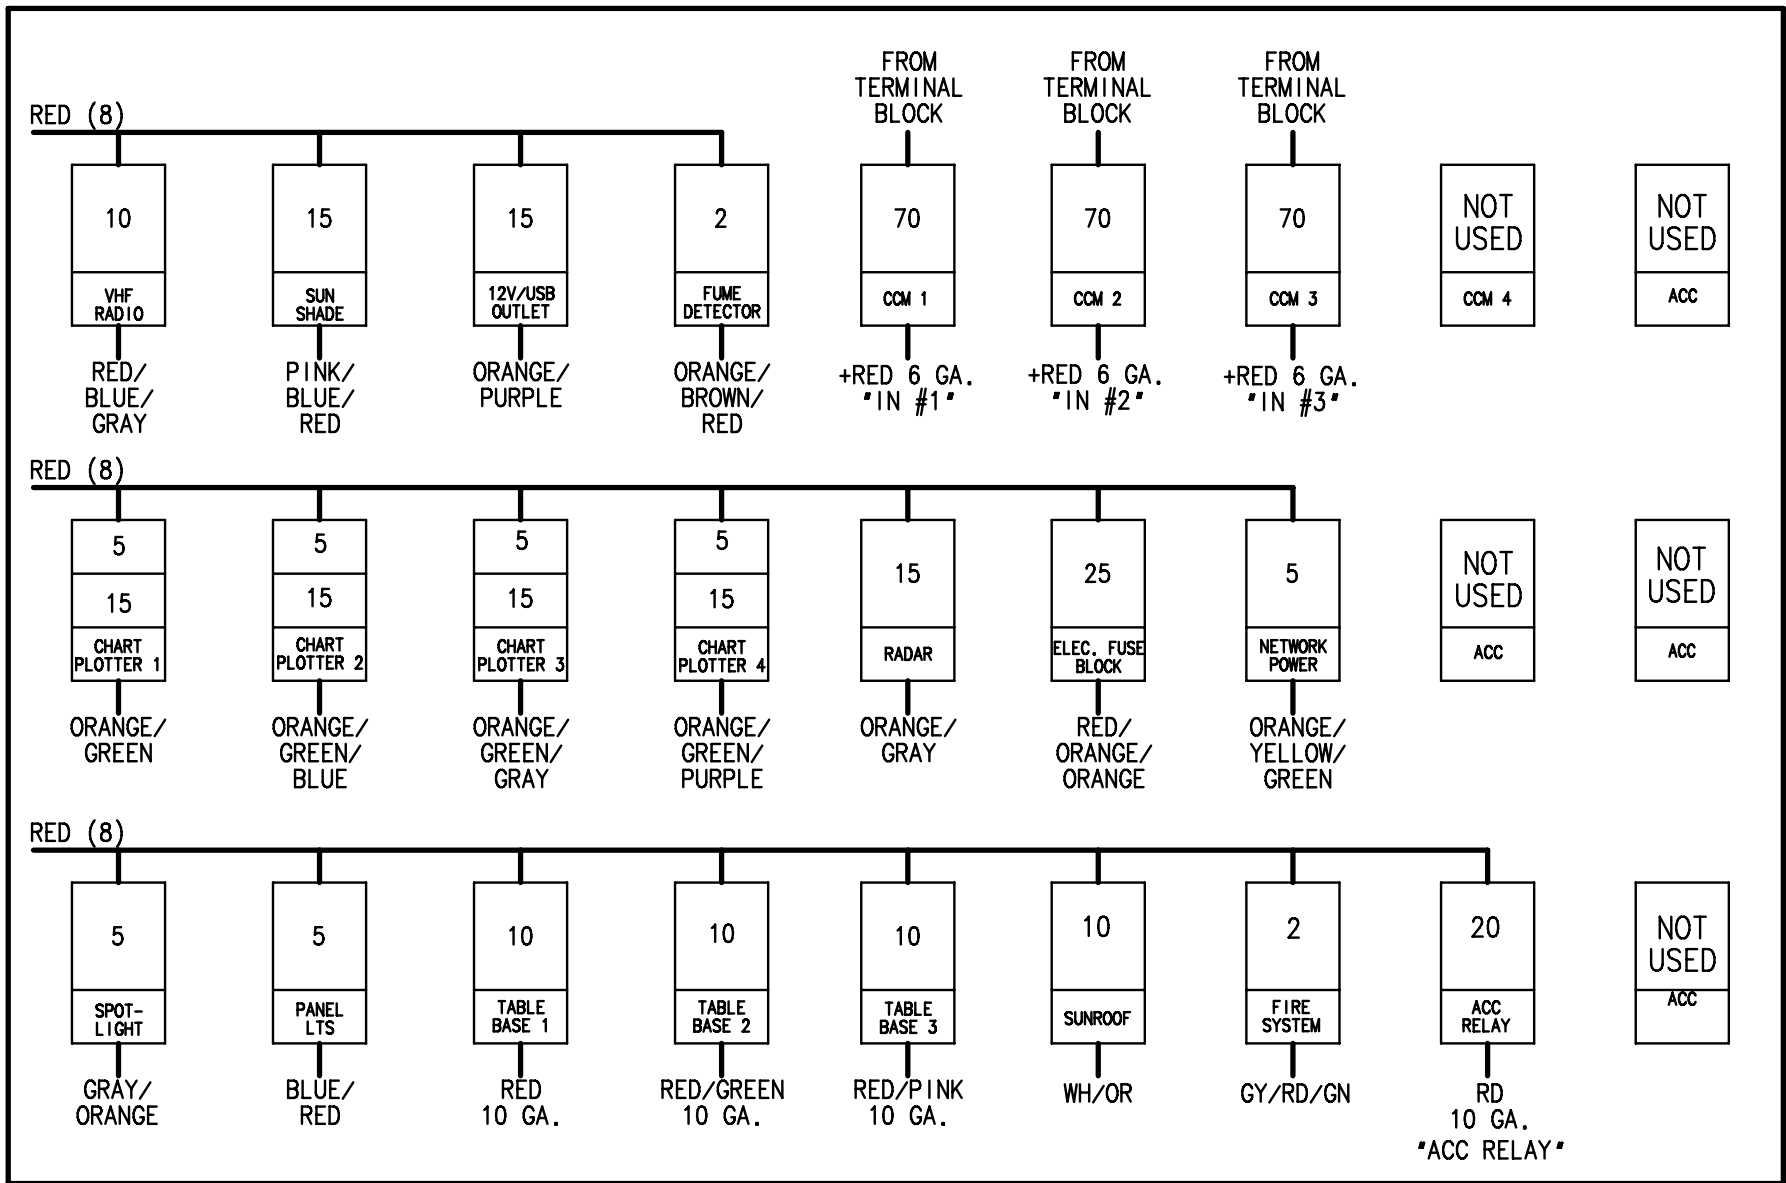 FROM
TERMINAL
BLOCK
FROM
TERMINAL
BLOCK
FROM
TERMINAL
BLOCK
RED (8)
10
VHF
RADIO
RED/
BLUE/
GRAY
15
SUN
SHADE
PINK/
BLUE/
RED
15
12V/USB
OUTLET
ORANGE/
PURPLE
2
FUME
DETECTOR
ORANGE/
BROWN/
RED
70
CCM 1
+RED 6 GA.
"IN #1"
70
CCM 2
+RED 6 GA.
"IN #2"
70
CCM 3
+RED 6 GA.
"IN #3"
NOT
USED
CCM 4
NOT
USED
ACC
RED (8)
5
15
CHART
PLOTTER 1
ORANGE/
GREEN
5
15
CHART
PLOTTER 2
ORANGE/
GREEN/
BLUE
5
15
CHART
PLOTTER 3
ORANGE/
GREEN/
GRAY
5
15
CHART
PLOTTER 4
ORANGE/
GREEN/
PURPLE
15
RADAR
ORANGE/
GRAY
25
ELEC. FUSE
BLOCK
RED/
ORANGE/
ORANGE
5
NETWORK
POWER
ORANGE/
YELLOW/
GREEN
NOT
USED
ACC
NOT
USED
ACC
RED (8)
5
SPOT-
LIGHT
GRAY/
ORANGE
5
PANEL
LTS
BLUE/
RED
10
TABLE
BASE 1
RED
10 GA.
10
TABLE
BASE 2
RED/GREEN
10 GA.
10
TABLE
BASE 3
RED/PINK
10 GA.
10
SUNROOF
WH/OR
2
FIRE
SYSTEM
GY/RD/GN
20
ACC
RELAY
RD
10 GA.
"ACC RELAY"
NOT
USED
ACC